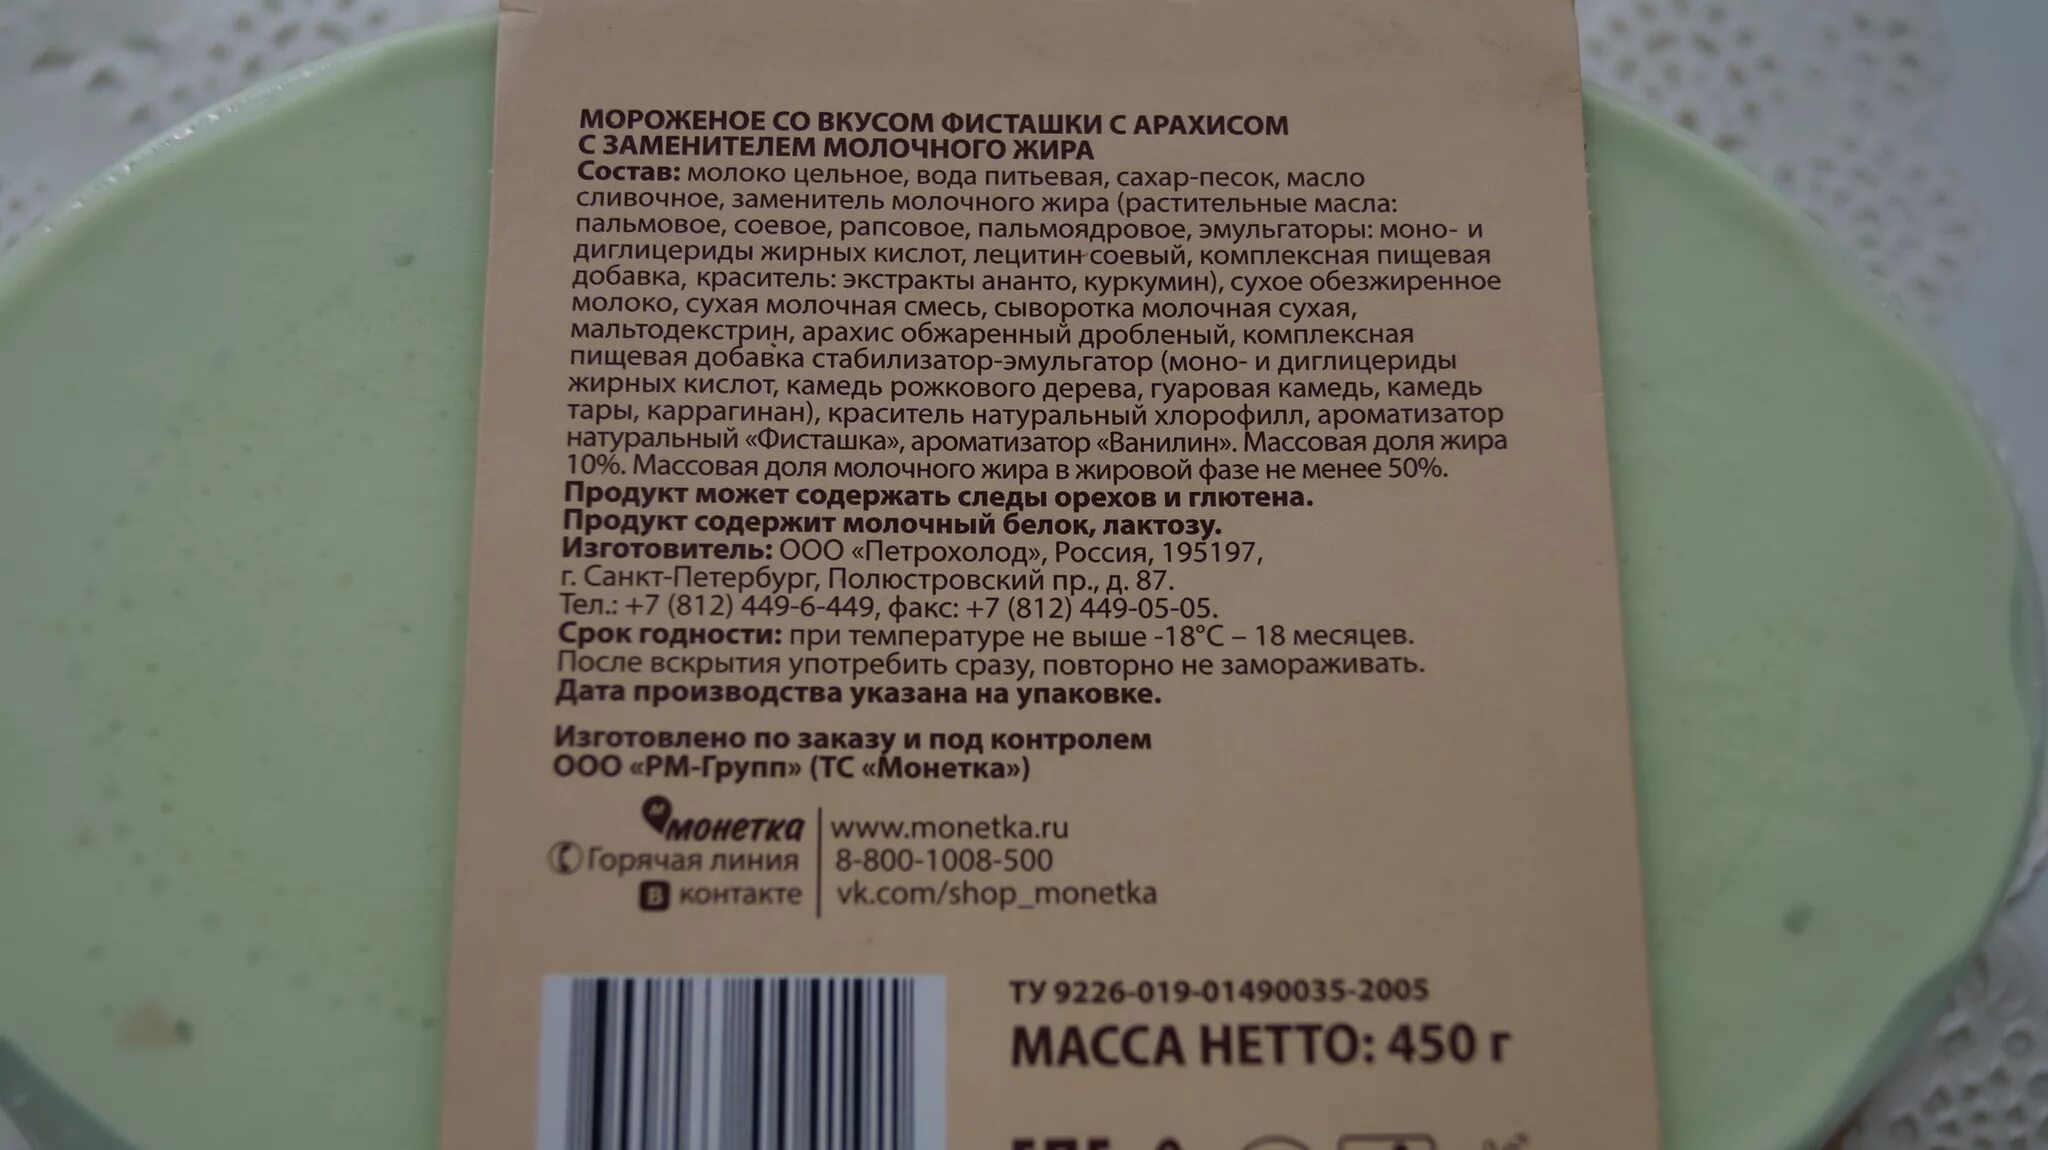 МОРОЖЕНОЕ СО ВКУСОМ ФИСТАШКИ С АРАХИСОМ
С ЗАМЕНИТЕЛЕМ МОЛОЧНОГО ЖИРА
Состав: молоко цельное, вода питьевая, сахар-песок, масло
сливочное, заменитель молочного жира (растительные масла:
пальмовое, соевое, рапсовое, пальмоядровое, эмульгаторы: моно- и
диглицериды жирных кислот, лецитин соевый, комплексная пищевая
добавка, краситель: экстракты ананто, куркумин), сухое обезжиренное
молоко, сухая молочная смесь, сыворотка молочная сухая,
мальтодекстрин, арахис обжаренный дробленый, комплексная
пищевая добавка стабилизатор-эмульгатор (моно- и диглицериды
жирных кислот, камедь рожкового дерева, гуаровая камедь, камедь
тары, каррагинан), краситель натуральный хлорофилл, ароматизатор
натуральный «Фисташка», ароматизатор «Ванилин». Массовая доля жира
10%. Массовая доля молочного жира в жировой фазе не менее 50%.
Продукт может содержать следы орехов и глютена.
Продукт содержит молочный белок, лактозу.
Изготовитель: ООО «Петрохолод», Россия, 195197,
г. Санкт-Петербург, Полюстровский пр., д. 87.
Тел.: +7 (812) 449-6-449, факс: +7 (812) 449-05-05.
Срок годности: при температуре не выше -18°С – 18 месяцев.
После вскрытия употребить сразу, повторно не замораживать.
Дата производства указана на упаковке.
Изготовлено по заказу и под контролем
ООО «РМ-Групп» (ТС «Монетка»)
м монетка www.monetka.ru
Горячая линия 8-800-1008-500
В контакте vk.com/shop_monetka
ТУ 9226-019-01490035-2005
МАССА НЕТТО: 450 г